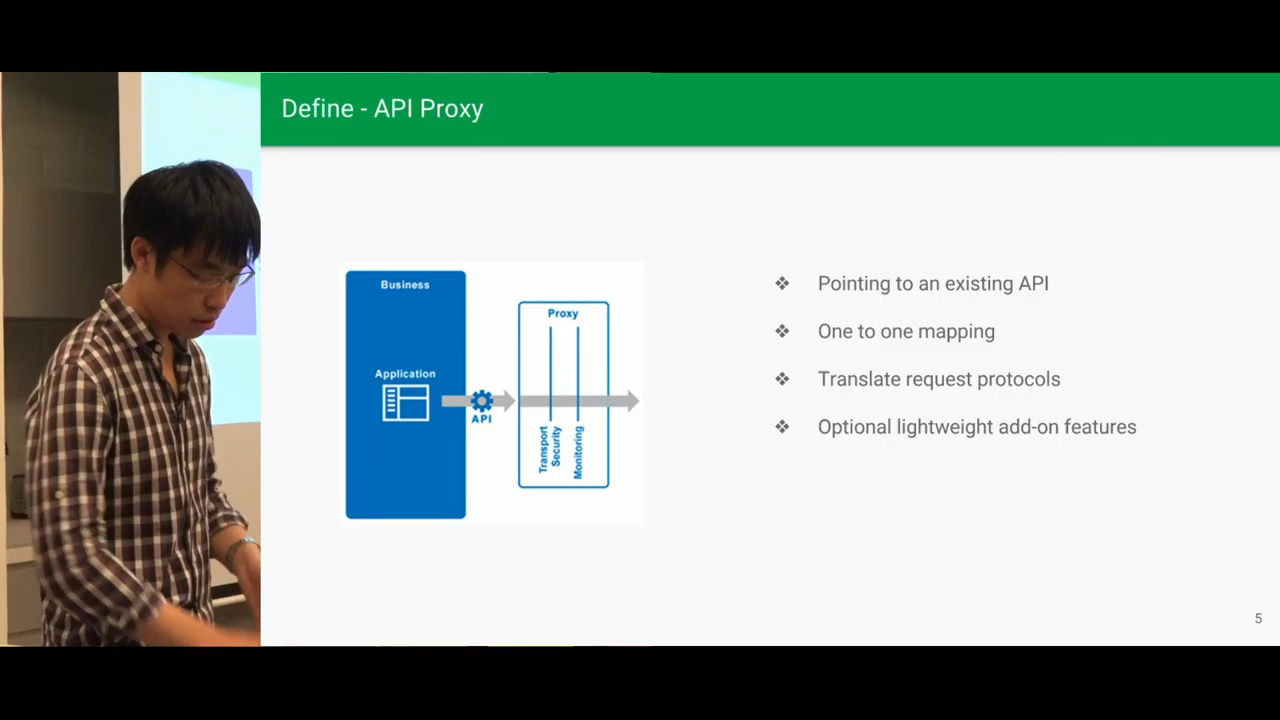 Define - API Proxy
Business
Application
API
Proxy
Transport
Security
Monitoring
❖ Pointing to an existing API
❖ One to one mapping
❖ Translate request protocols
❖ Optional lightweight add-on features
5